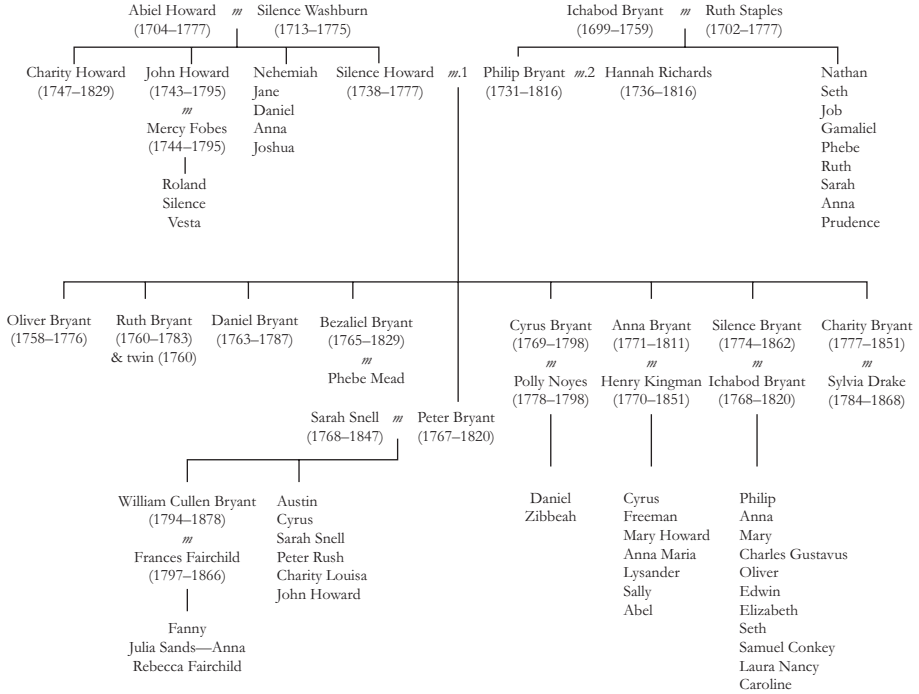 Abiel Howard m Silence Washburn
(1704–1777) (1713–1775)
Ichabod Bryant m Ruth Staples
(1699–1759) (1702–1777)
Charity Howard
(1747–1829)
John Howard
(1743–1795)
m
Mercy Fobes
(1744–1795)
Roland
Silence
Vesta
Nehemiah
Jane
Daniel
Anna
Joshua
Silence Howard m.1 Philip Bryant m.2 Hannah Richards
(1738–1777) (1731–1816) (1736–1816)
Nathan
Seth
Job
Gamaliel
Phebe
Ruth
Sarah
Anna
Prudence
Oliver Bryant
(1758–1776)
Ruth Bryant
(1760–1783)
& twin (1760)
Daniel Bryant
(1763–1787)
Bezaliel Bryant
(1765–1829)
m
Phebe Mead
Sarah Snell m Peter Bryant
(1768–1847) (1767–1820)
Cyrus Bryant
(1769–1798)
m
Polly Noyes
(1778–1798)
Anna Bryant
(1771–1811)
m
Henry Kingman
(1770–1851)
Silence Bryant
(1774–1862)
m
Ichabod Bryant
(1768–1820)
Charity Bryant
(1777–1851)
m
Sylvia Drake
(1784–1868)
William Cullen Bryant
(1794–1878)
m
Frances Fairchild
(1797–1866)
Fanny
Julia Sands—Anna
Rebecca Fairchild
Austin
Cyrus
Sarah Snell
Peter Rush
Charity Louisa
John Howard
Daniel
Zibbeah
Cyrus
Freeman
Mary Howard
Anna Maria
Lysander
Sally
Abel
Philip
Anna
Mary
Charles Gustavus
Oliver
Edwin
Elizabeth
Seth
Samuel Conkey
Laura Nancy
Caroline